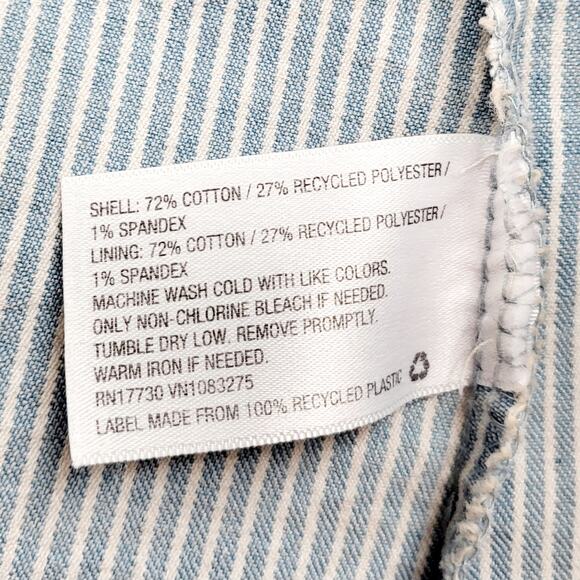 SHELL: 72% COTTON / 27% RECYCLED POLYESTER /
1% SPANDEX
LINING: 72% COTTON / 27% RECYCLED POLYESTER /
1% SPANDEX
MACHINE WASH COLD WITH LIKE COLORS.
ONLY NON-CHLORINE BLEACH IF NEEDED.
TUMBLE DRY LOW. REMOVE PROMPTLY.
WARM IRON IF NEEDED.
RN17730 VN1083275
LABEL MADE FROM 100% RECYCLED PLASTIC